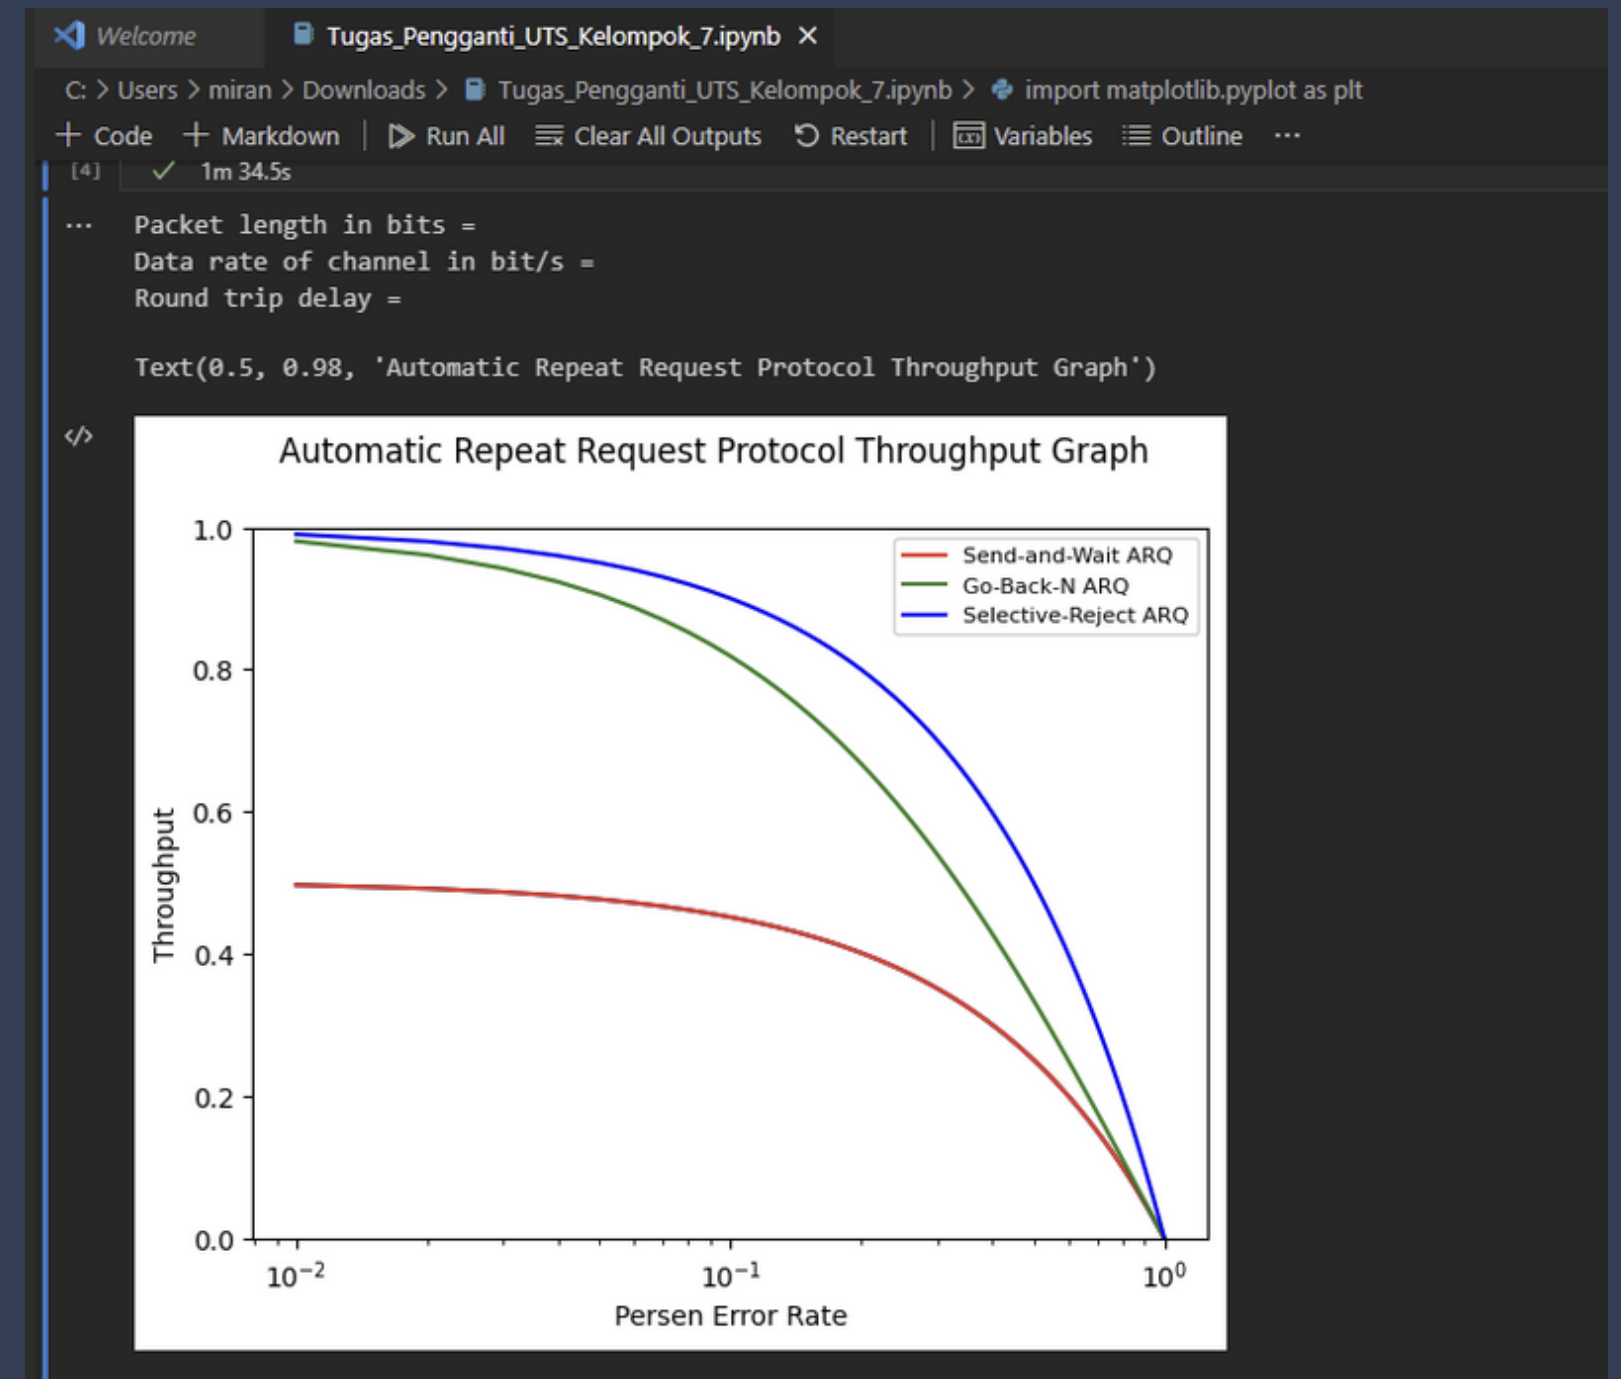 Welcome
Tugas_Pengganti_UTS_Kelompok_7.ipynb ×
C: > Users > miran > Downloads > Tugas_Pengganti_UTS_Kelompok_7.ipynb > import matplotlib.pyplot as plt
+ Code + Markdown | Run All Clear All Outputs Restart | Variables Outline ...
[4] ✓ 1m 34.5s
... Packet length in bits =
Data rate of channel in bit/s =
Round trip delay =
Text(0.5, 0.98, 'Automatic Repeat Request Protocol Throughput Graph')
</>
Automatic Repeat Request Protocol Throughput Graph
1.0
0.8
0.6
0.4
0.2
0.0
Throughput
Send-and-Wait ARQ
Go-Back-N ARQ
Selective-Reject ARQ
10⁻² 10⁻¹ 10⁰
Persen Error Rate